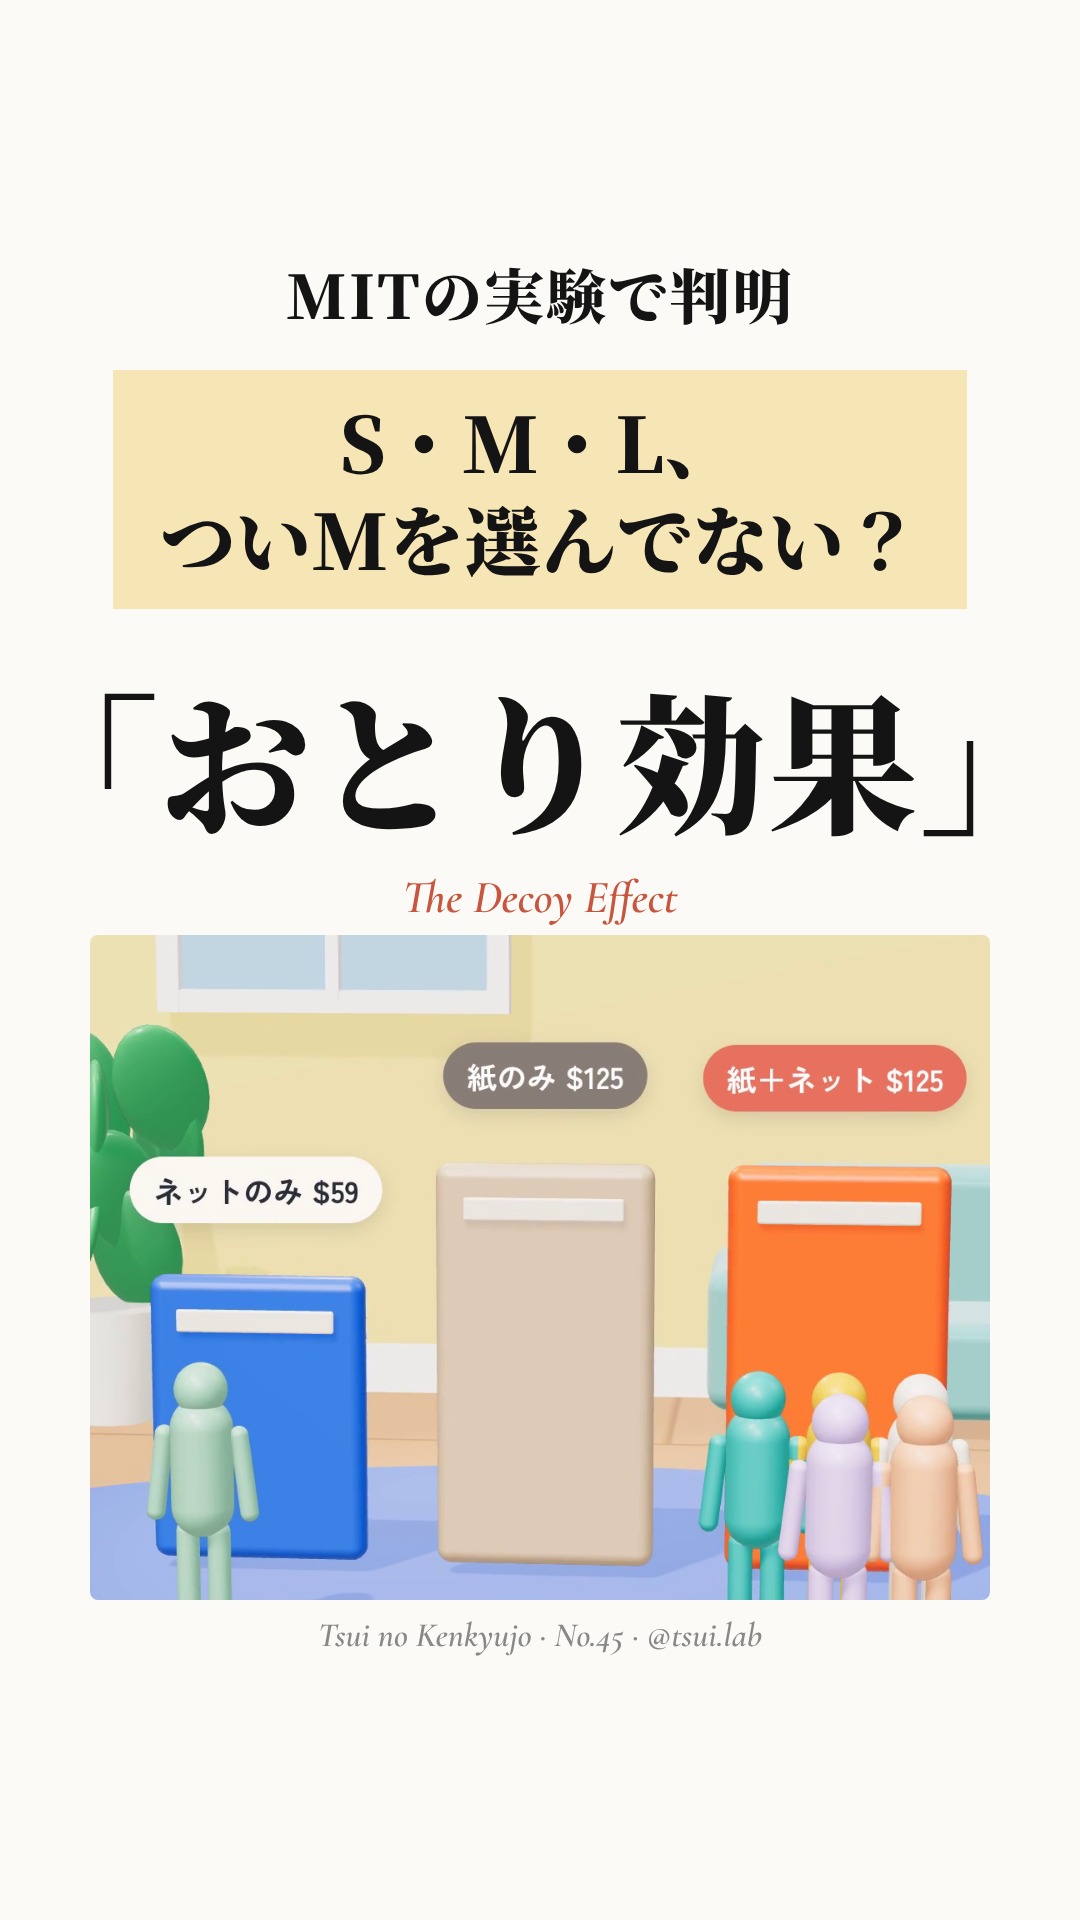 MITの実験で判明
S・M・L、
ついMを選んでない？
「おとり効果」
The Decoy Effect
紙のみ $125
紙＋ネット $125
ネットのみ $59
Tsui no Kenkyujo · No.45 · @tsui.lab